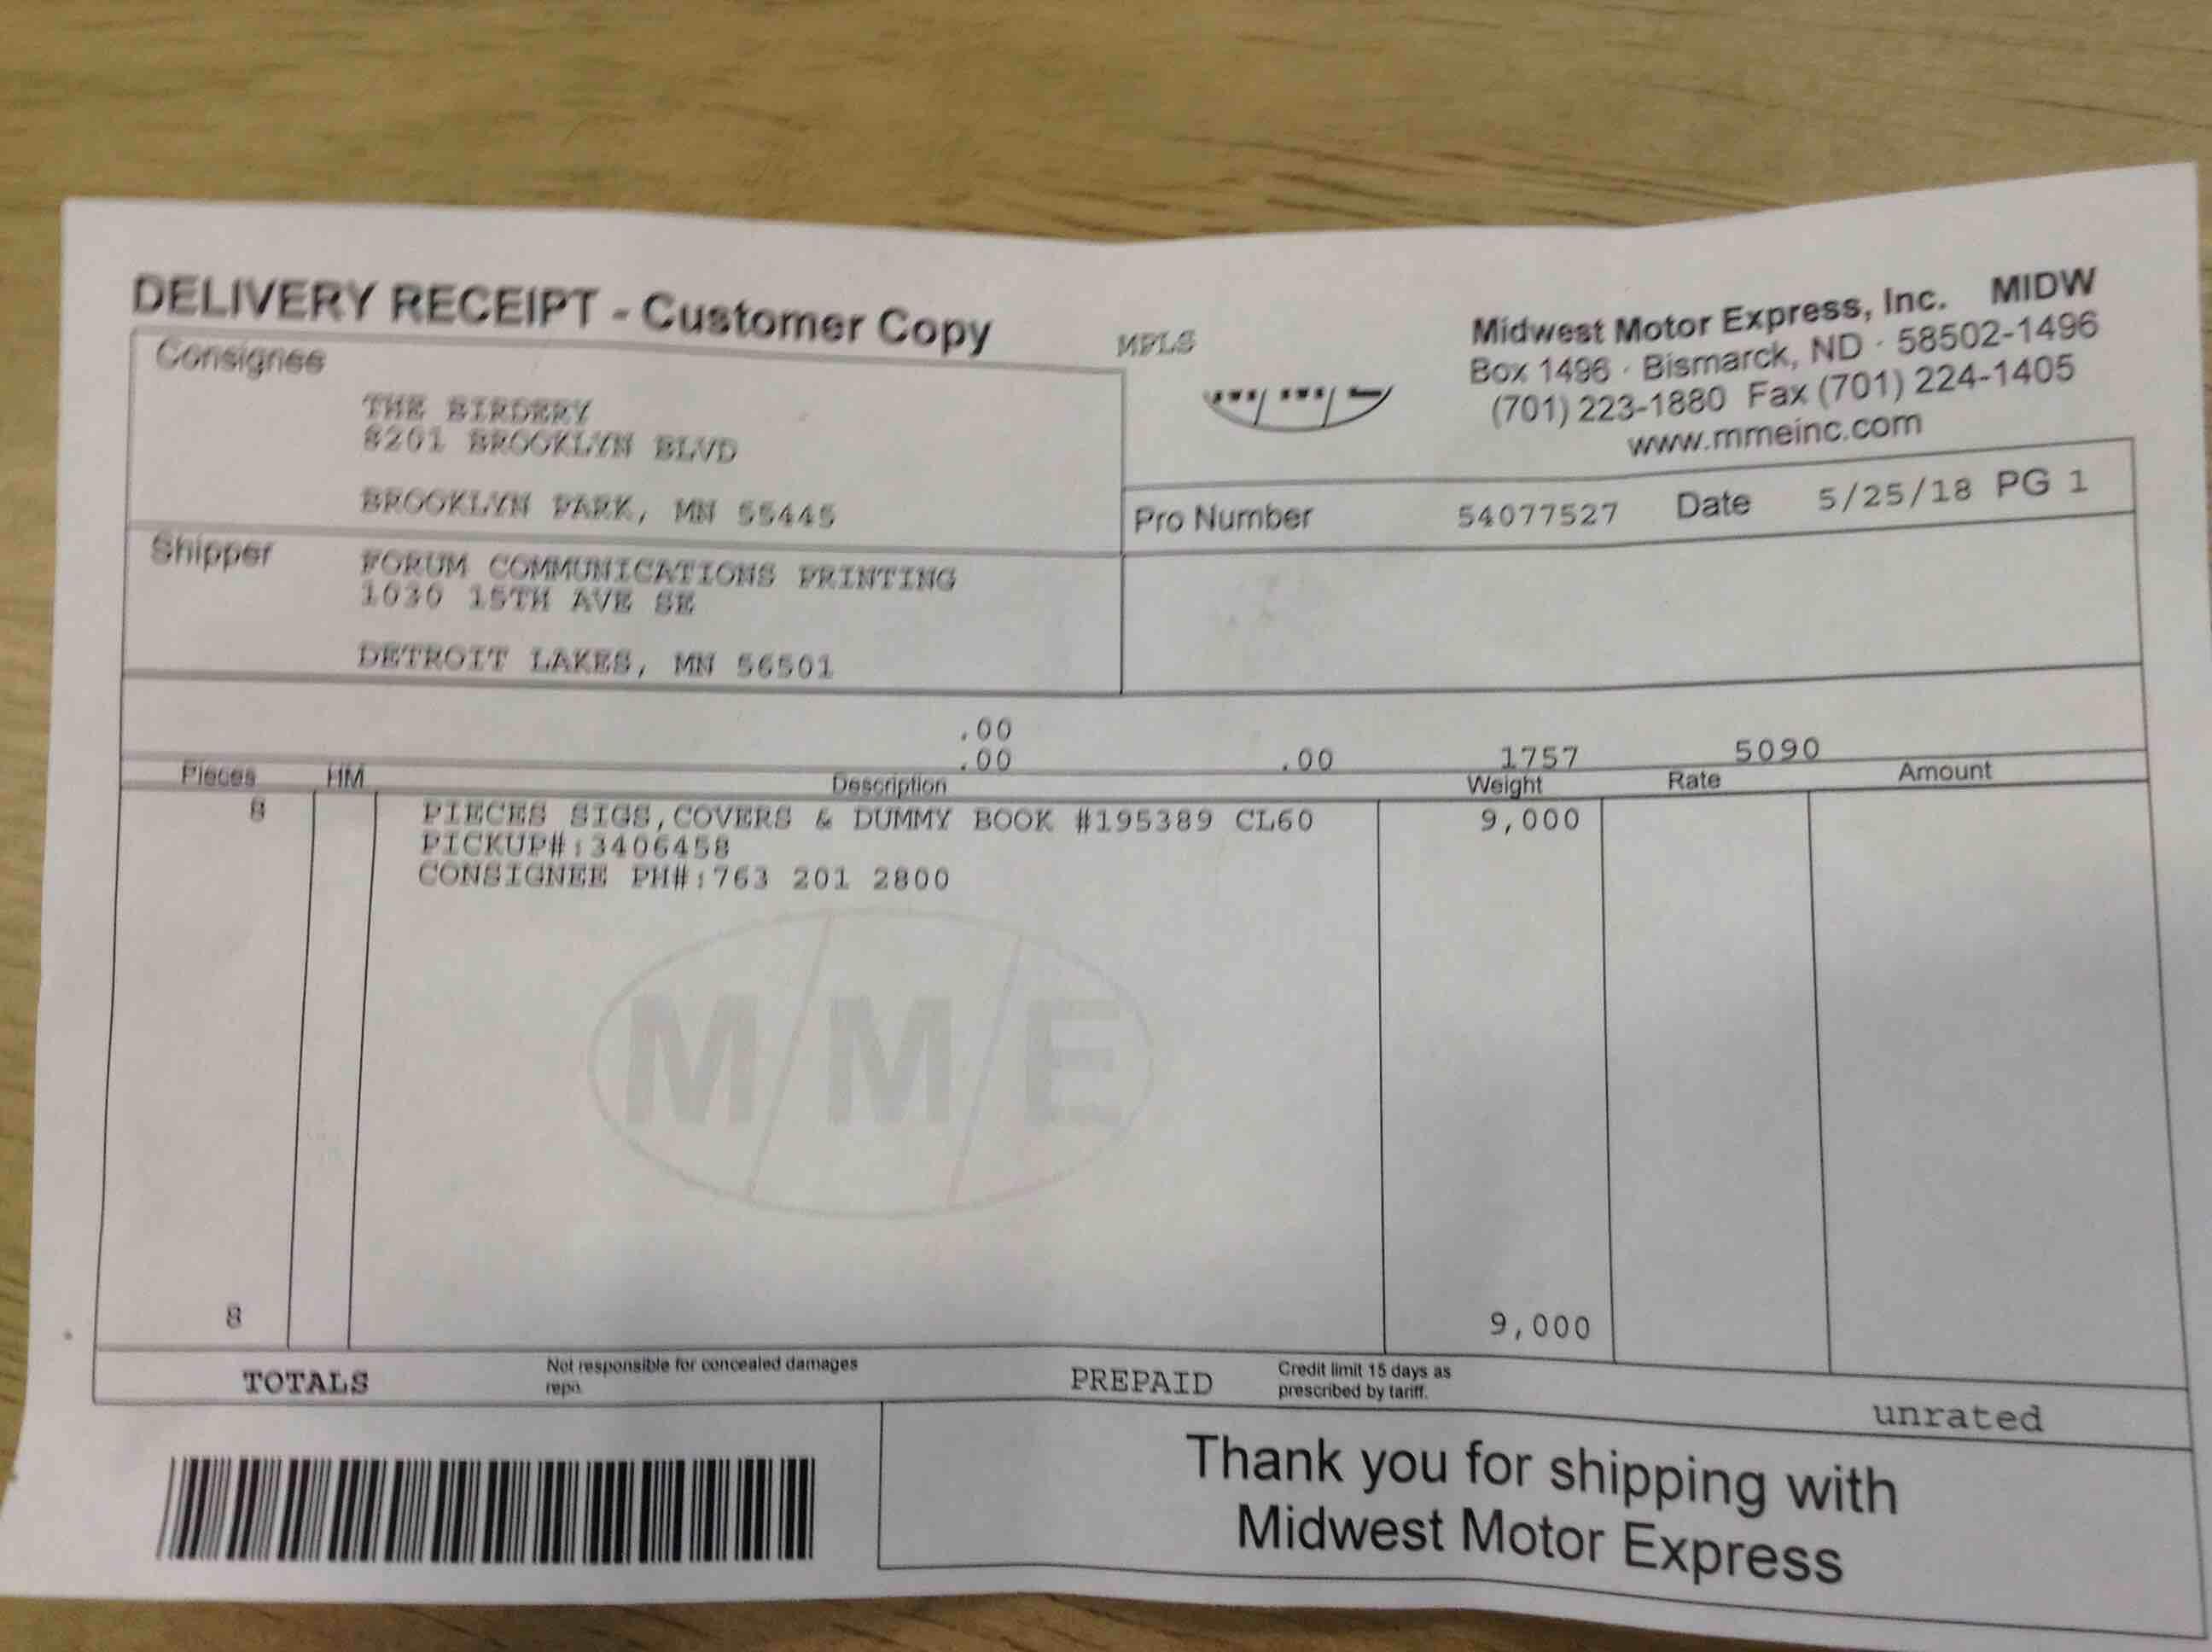 DELIVERY RECEIPT - Customer Copy
MPLS
Midwest Motor Express, Inc. MIDW
Box 1496 · Bismarck, ND · 58502-1496
(701) 223-1880 Fax (701) 224-1405
www.mmeinc.com
Consignee
THE BIRDERY
8201 BROOKLYN BLVD
BROOKLYN PARK, MN 55445
Pro Number 54077527 Date 5/25/18 PG 1
Shipper
FORUM COMMUNICATIONS PRINTING
1030 15TH AVE SE
DETROIT LAKES, MN 56501
.00
.00 .00 1757 5090
Pieces HM Description Weight Rate Amount
8 PIECES SIGS,COVERS & DUMMY BOOK #195389 CL60 9,000
PICKUP#:3406458
CONSIGNEE PH#:763 201 2800
M/M/E
8 9,000
TOTALS Not responsible for concealed damages PREPAID Credit limit 15 days as
prescribed by tariff.
unrated
Thank you for shipping with
Midwest Motor Express